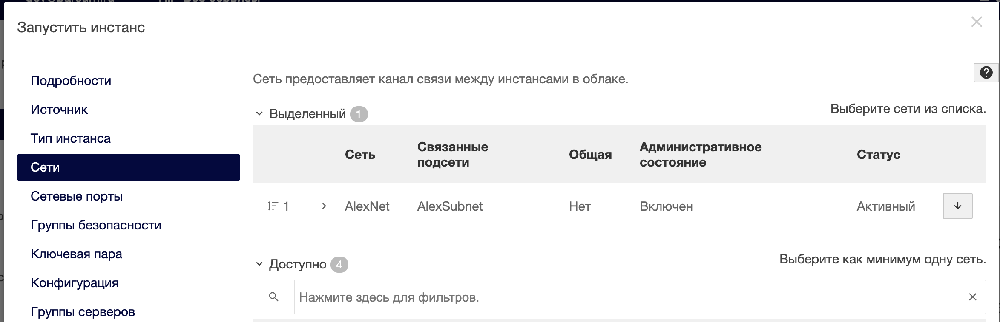 Запустить инстанс
Подробности
Источник
Тип инстанса
Сети
Сетевые порты
Группы безопасности
Ключевая пара
Конфигурация
Группы серверов
Сеть предоставляет канал связи между инстансами в облаке.
Выделенный 1
Выберите сети из списка.
Сеть Связанные подсети Общая Административное состояние Статус
1 AlexNet AlexSubnet Нет Включен Активный
Доступно 4
Выберите как минимум одну сеть.
Нажмите здесь для фильтров.